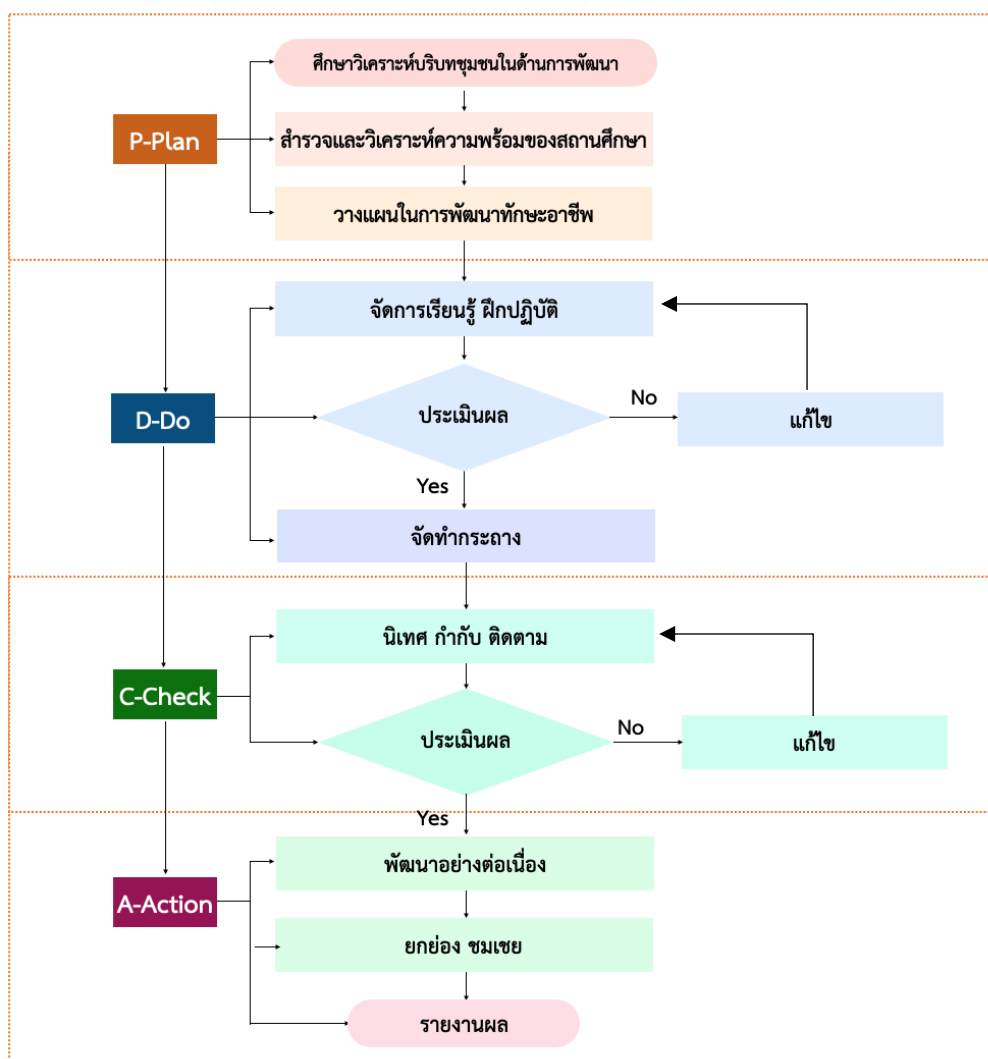 ศึกษาวิเคราะห์บริบทชุมชนในด้านการพัฒนา
P-Plan
สำรวจและวิเคราะห์ความพร้อมของสถานศึกษา
วางแผนในการพัฒนาทักษะอาชีพ
จัดการเรียนรู้ ฝึกปฏิบัติ
D-Do
ประเมินผล
No
แก้ไข
Yes
จัดทำกระถาง
นิเทศ กำกับ ติดตาม
C-Check
ประเมินผล
No
แก้ไข
Yes
พัฒนาอย่างต่อเนื่อง
A-Action
ยกย่อง ชมเชย
รายงานผล